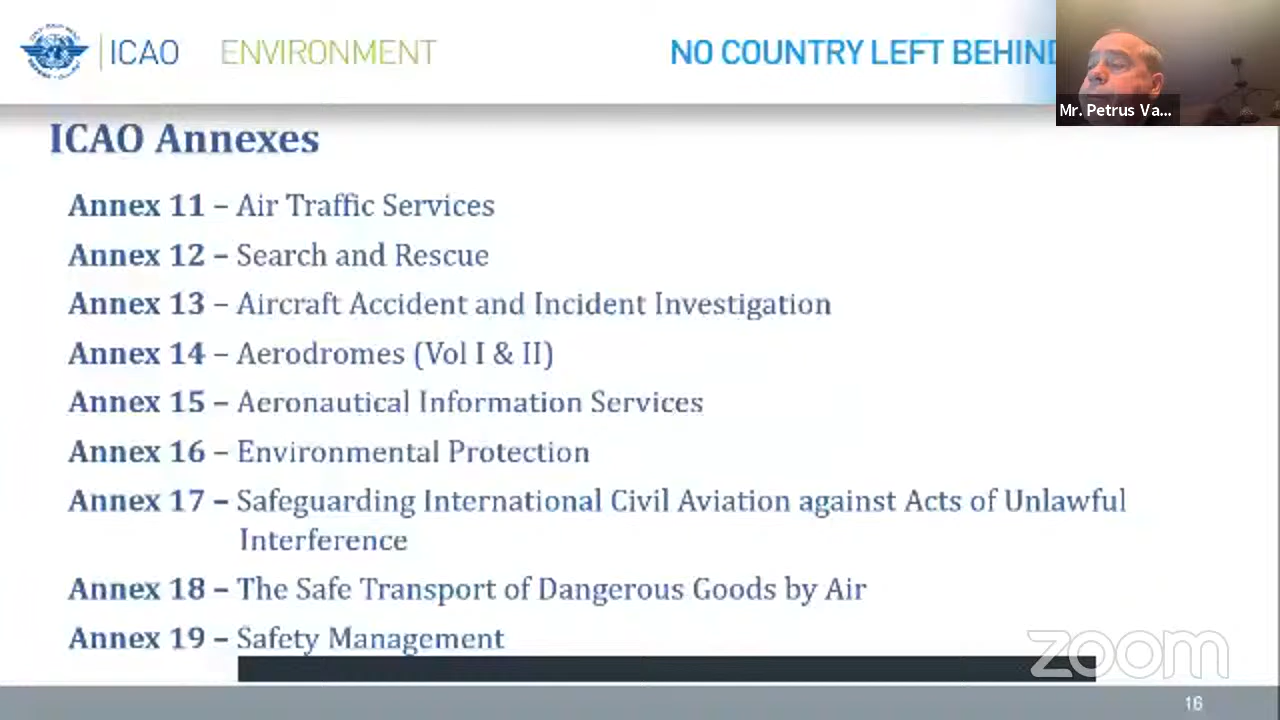 ICAO ENVIRONMENT
NO COUNTRY LEFT BEHIND
Mr. Petrus Va...
ICAO Annexes
Annex 11 – Air Traffic Services
Annex 12 – Search and Rescue
Annex 13 – Aircraft Accident and Incident Investigation
Annex 14 – Aerodromes (Vol I & II)
Annex 15 – Aeronautical Information Services
Annex 16 – Environmental Protection
Annex 17 – Safeguarding International Civil Aviation against Acts of Unlawful
Interference
Annex 18 – The Safe Transport of Dangerous Goods by Air
Annex 19 – Safety Management
zoom
16